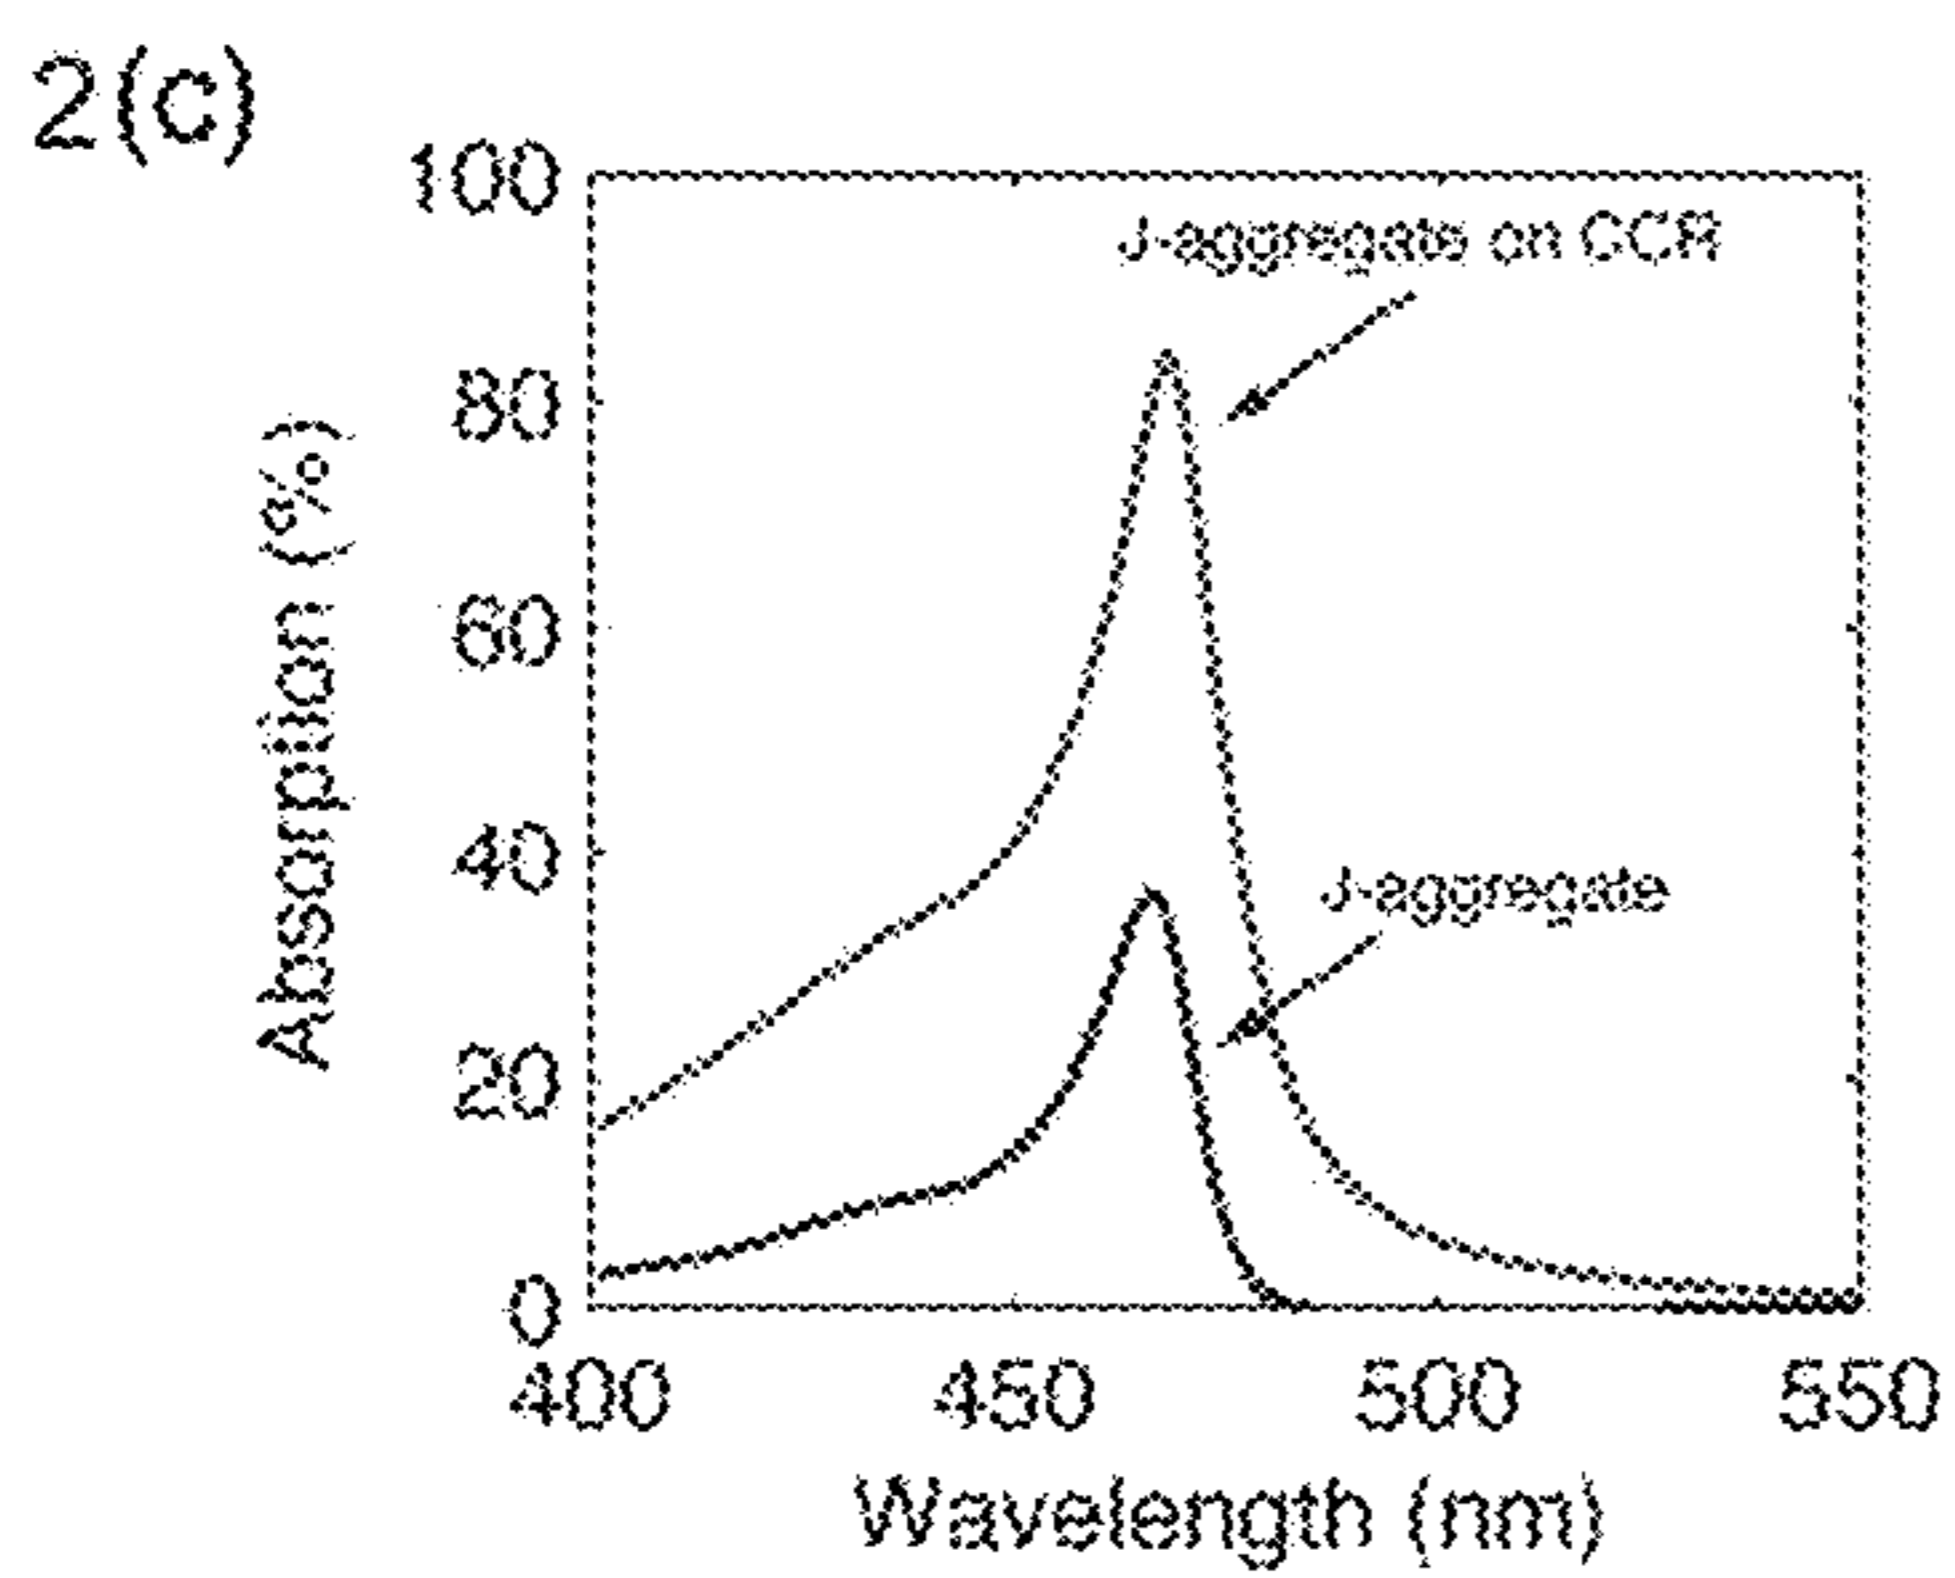 2(c)
100
80
60
40
20
0
Absorption (%)
J-aggregate on CCR
J-aggregate
400 450 500 550
Wavelength (nm)